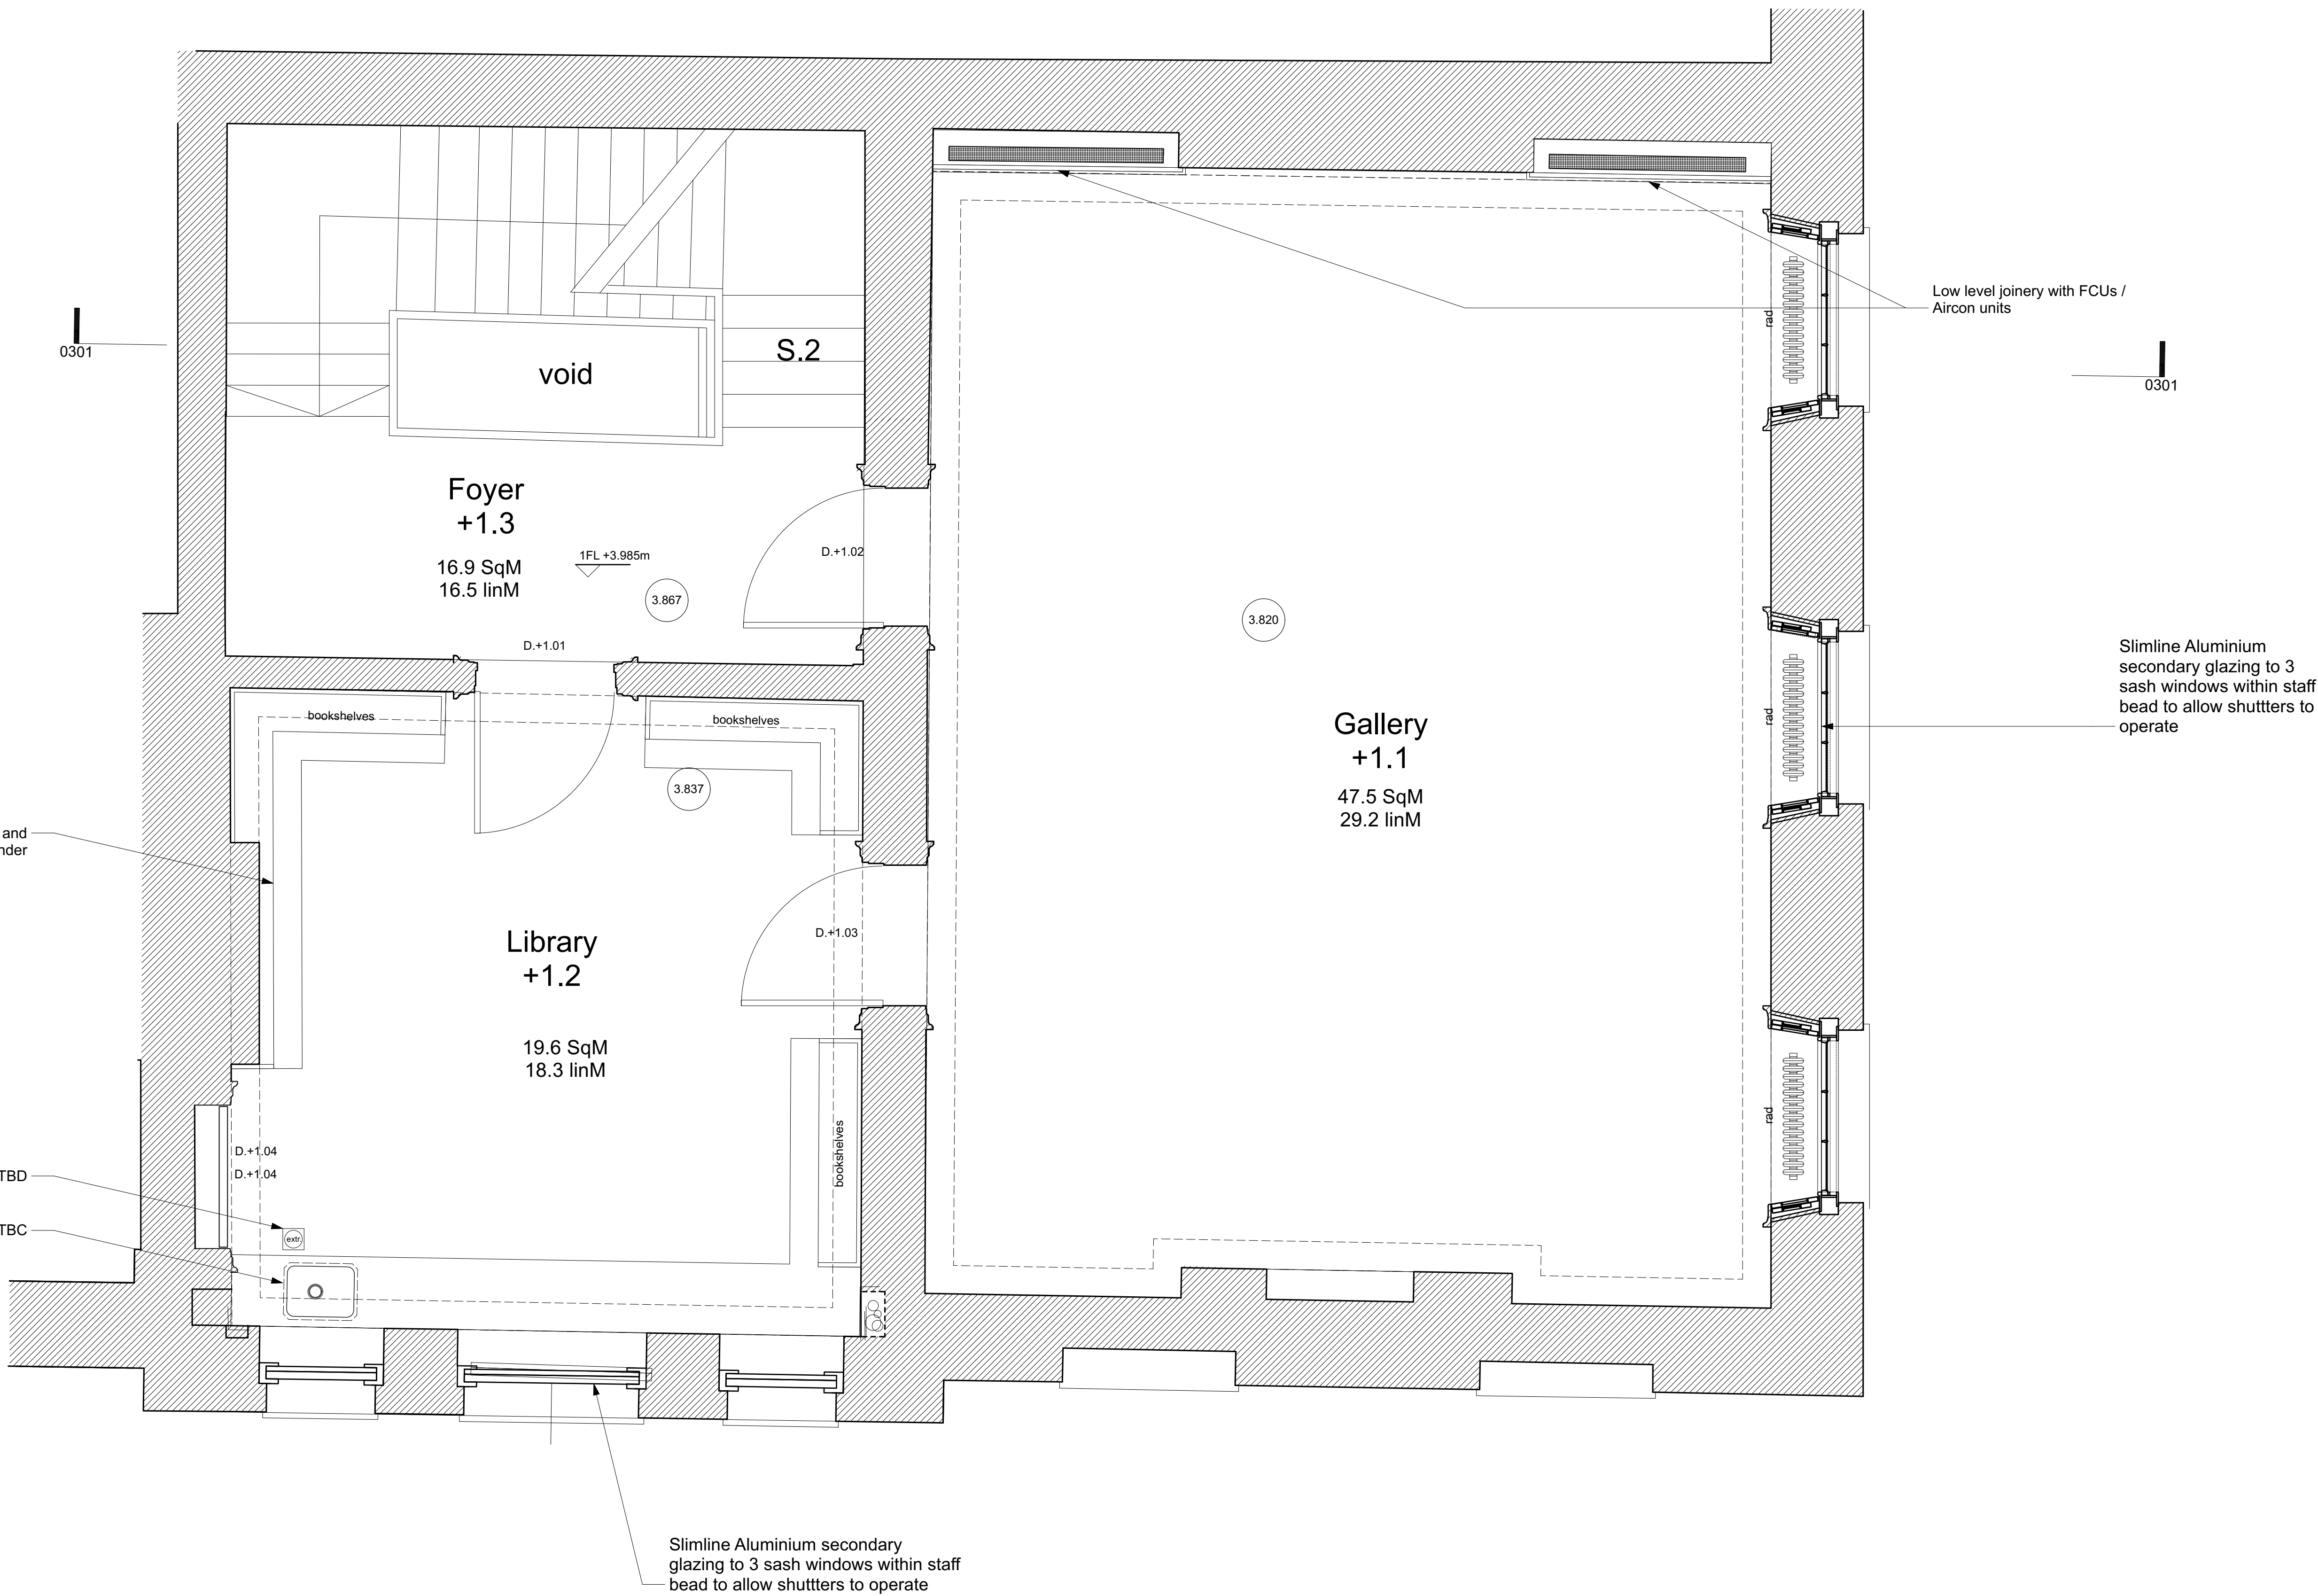 S.2
void
0301
Low level joinery with FCUs /
Aircon units
rad
0301
Foyer
+1.3
16.9 SqM
16.5 linM
1FL +3.985m
3.867
D.+1.02
D.+1.01
3.820
Slimline Aluminium
secondary glazing to 3
sash windows within staff
bead to allow shuttters to
operate
rad
Gallery
+1.1
47.5 SqM
29.2 linM
bookshelves
bookshelves
3.837
and
nder
Library
+1.2
19.6 SqM
18.3 linM
D.+1.03
rad
bookshelves
D.+1.04
D.+1.04
TBD
TBC
extr.
Slimline Aluminium secondary
glazing to 3 sash windows within staff
bead to allow shuttters to operate